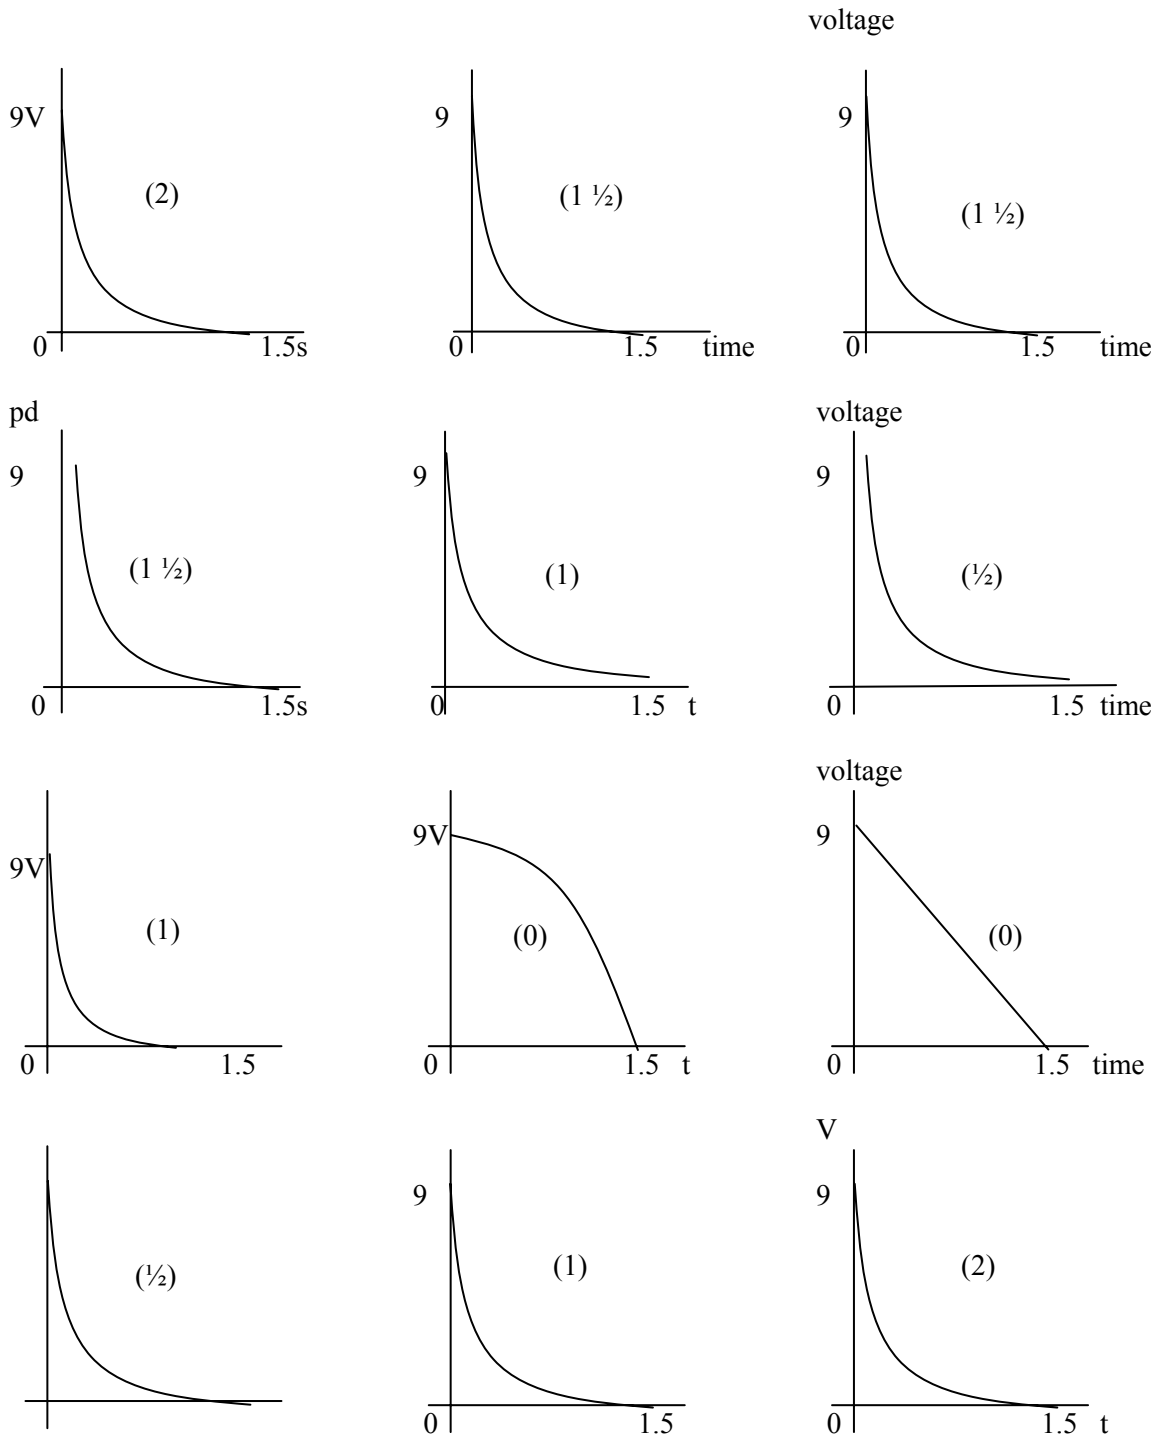 voltage
9V 9 9
(2) (1 ½) (1 ½)
0 1.5s 0 1.5 time 0 1.5 time
pd voltage
9 9 9
(1 ½) (1) (½)
0 1.5s 0 1.5 t 0 1.5 time
voltage
9V 9V 9
(1) (0) (0)
0 1.5 0 1.5 t 0 1.5 time
V
9 9
(½) (1) (2)
0 1.5 0 1.5 t